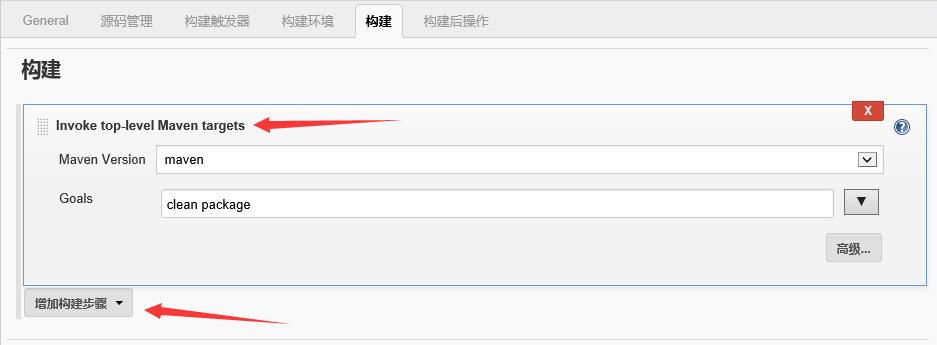 General 源码管理 构建触发器 构建环境 构建 构建后操作
构建
X
Invoke top-level Maven targets
?
Maven Version maven
Goals clean package
高级...
增加构建步骤